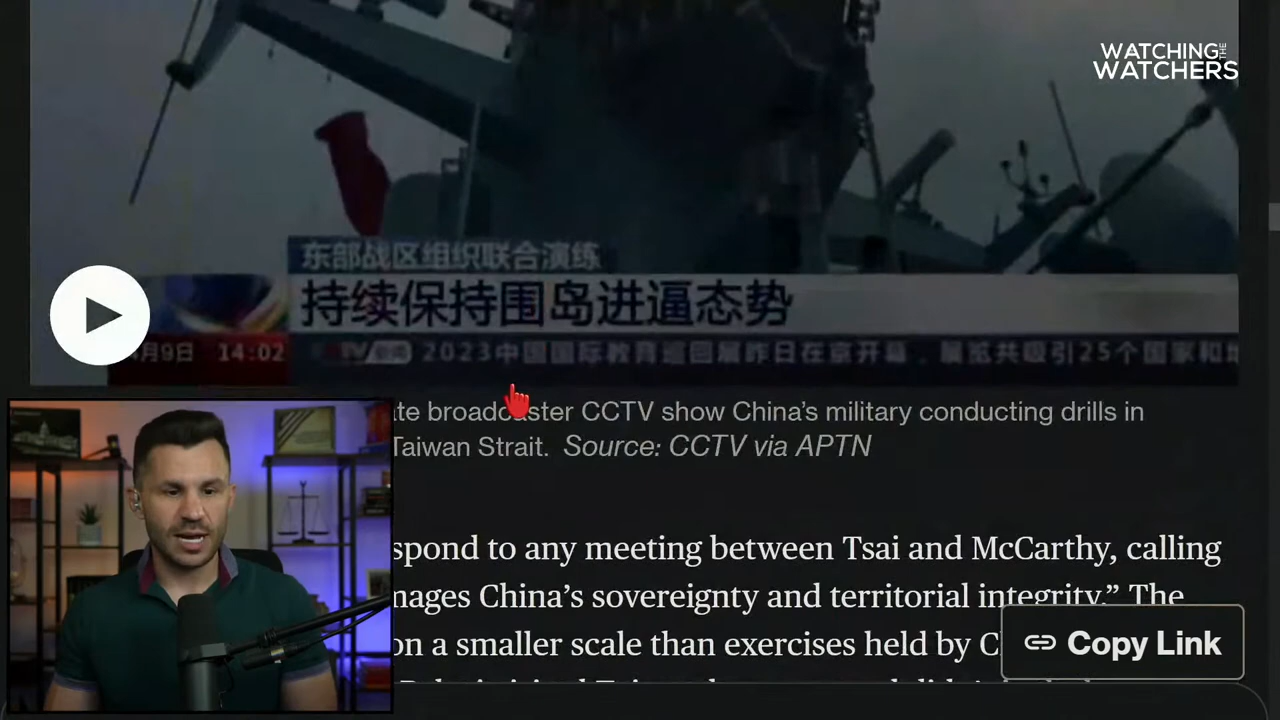 WATCHING THE
WATCHERS
东部战区组织联合演练
持续保持围岛进逼态势
月9日 14:02
2023中国国际教育巡回展昨日在京开幕，展览共吸引25个国家和
broadcaster CCTV show China’s military conducting drills in
Taiwan Strait. Source: CCTV via APTN
spond to any meeting between Tsai and McCarthy, calling
mages China’s sovereignty and territorial integrity.” The
on a smaller scale than exercises held by C
Copy Link